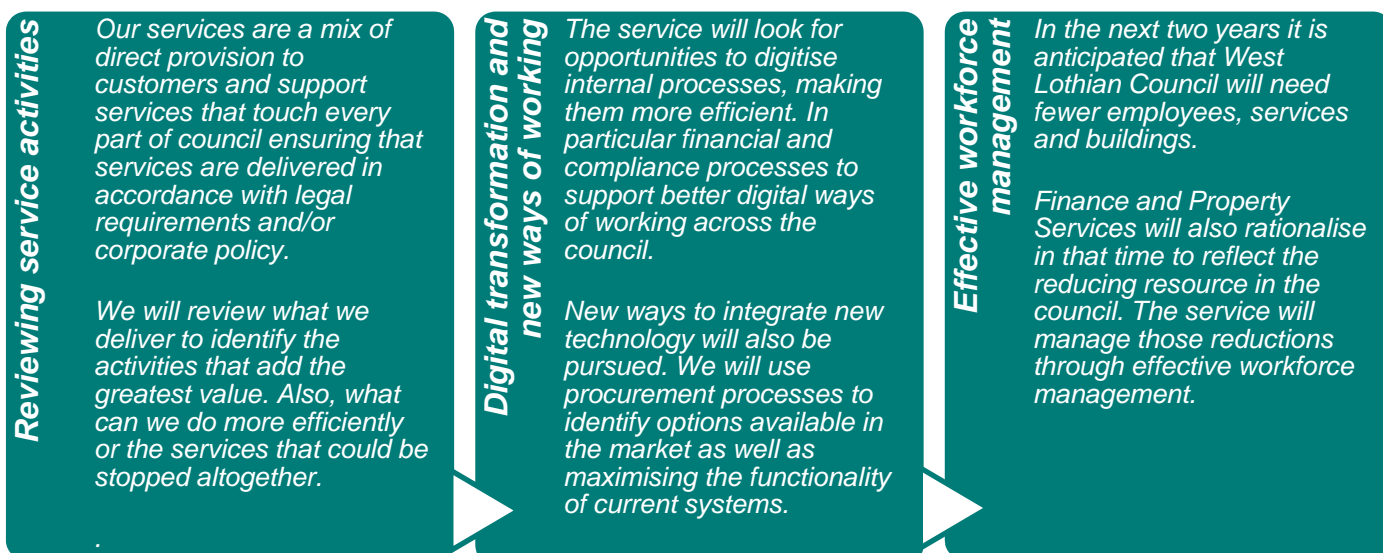 Reviewing service activities
Our services are a mix of
direct provision to
customers and support
services that touch every
part of council ensuring that
services are delivered in
accordance with legal
requirements and/or
corporate policy.
We will review what we
deliver to identify the
activities that add the
greatest value. Also, what
can we do more efficiently
or the services that could be
stopped altogether.
.
Digital transformation and
new ways of working
The service will look for
opportunities to digitise
internal processes, making
them more efficient. In
particular financial and
compliance processes to
support better digital ways
of working across the
council.
New ways to integrate new
technology will also be
pursued. We will use
procurement processes to
identify options available in
the market as well as
maximising the functionality
of current systems.
Effective workforce
management
In the next two years it is
anticipated that West
Lothian Council will need
fewer employees, services
and buildings.
Finance and Property
Services will also rationalise
in that time to reflect the
reducing resource in the
council. The service will
manage those reductions
through effective workforce
management.